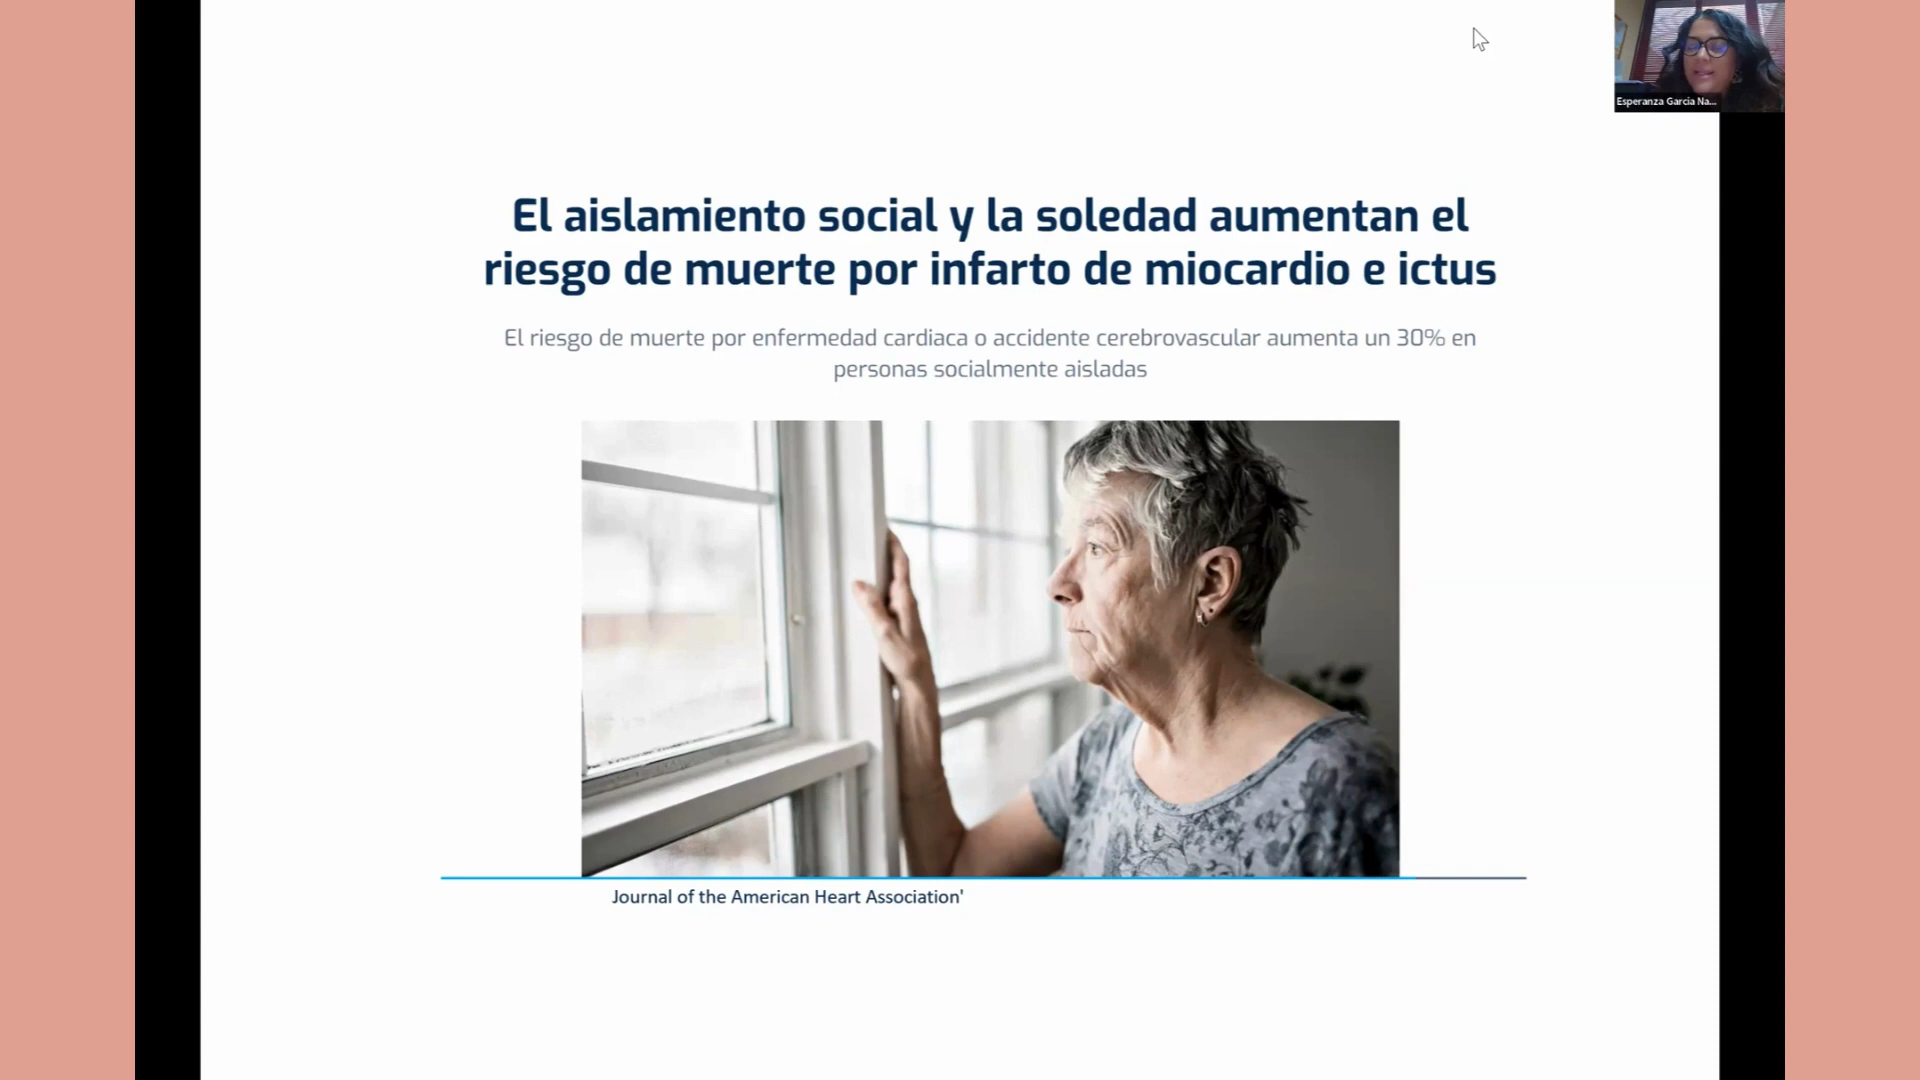 Esperanza Garcia Na...
El aislamiento social y la soledad aumentan el
riesgo de muerte por infarto de miocardio e ictus
El riesgo de muerte por enfermedad cardiaca o accidente cerebrovascular aumenta un 30% en
personas socialmente aisladas
Journal of the American Heart Association'